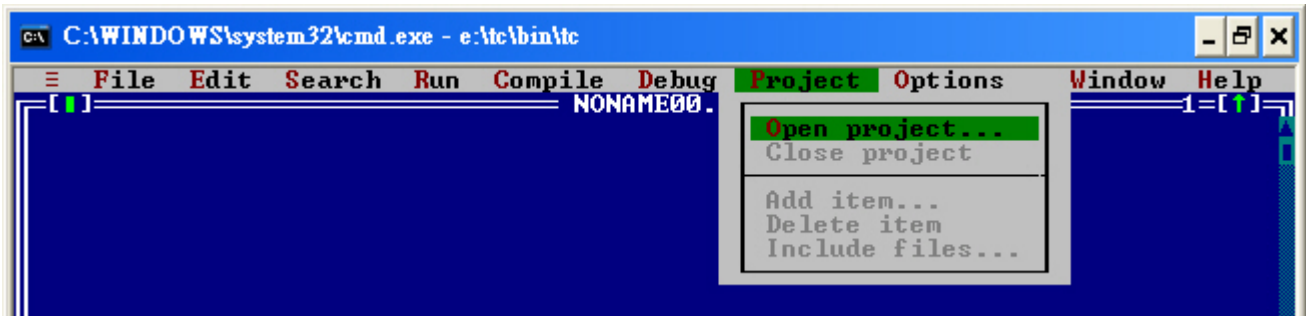 C:\WINDOWS\system32\cmd.exe - e:\tc\bin\tc
≡ File Edit Search Run Compile Debug Project Options Window Help
NONAME00. 1=[↑]
Open project...
Close project
Add item...
Delete item
Include files...